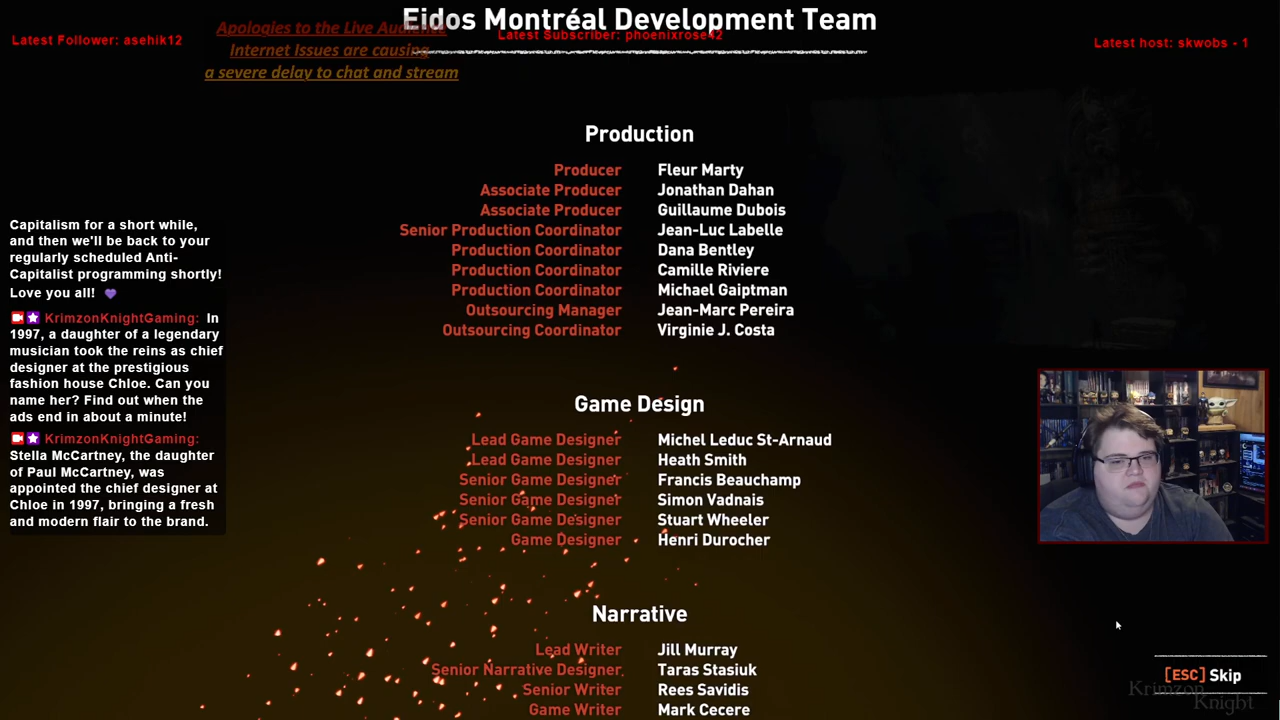 Eidos Montréal Development Team
Latest Follower: asehik12
Apologies to the Live Audience
Internet Issues are causing
a severe delay to chat and stream
Latest Subscriber: phoenixrose42
Latest host: skwobs - 1
Production
Producer Fleur Marty
Associate Producer Jonathan Dahan
Associate Producer Guillaume Dubois
Senior Production Coordinator Jean-Luc Labelle
Production Coordinator Dana Bentley
Production Coordinator Camille Riviere
Production Coordinator Michael Gaiptman
Outsourcing Manager Jean-Marc Pereira
Outsourcing Coordinator Virginie J. Costa
Game Design
Lead Game Designer Michel Leduc St-Arnaud
Lead Game Designer Heath Smith
Senior Game Designer Francis Beauchamp
Senior Game Designer Simon Vadnais
Senior Game Designer Stuart Wheeler
Game Designer Henri Durocher
Narrative
Lead Writer Jill Murray
Senior Narrative Designer Taras Stasiuk
Senior Writer Rees Savidis
Game Writer Mark Cecere
Capitalism for a short while,
and then we'll be back to your
regularly scheduled Anti-
Capitalist programming shortly!
Love you all!
KrimzonKnightGaming: In
1997, a daughter of a legendary
musician took the reins as chief
designer at the prestigious
fashion house Chloe. Can you
name her? Find out when the
ads end in about a minute!
KrimzonKnightGaming:
Stella McCartney, the daughter
of Paul McCartney, was
appointed the chief designer at
Chloe in 1997, bringing a fresh
and modern flair to the brand.
[ESC] Skip
Krimzon
Knight